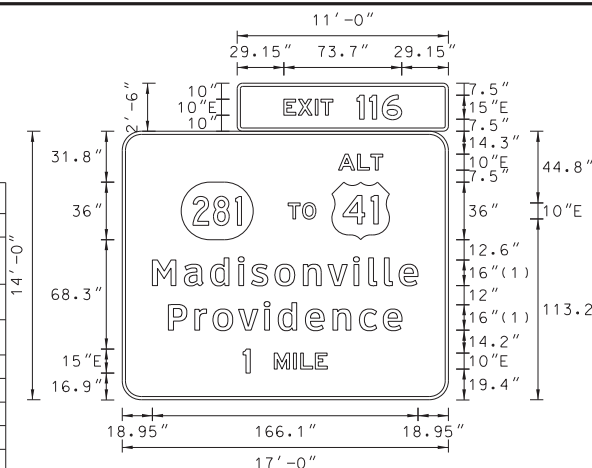 11'-0"
29.15" 73.7" 29.15"
2'-6"
10"
10"E
10"
EXIT 116
7.5"
15"E
7.5"
14.3"
10"E
7.5"
36"
12.6"
16"(1)
12"
16"(1)
14.2"
10"E
19.4"
44.8"
10"E
113.2
14'-0"
31.8"
36"
68.3"
15"E
16.9"
ALT
281 TO 41
Madisonville
Providence
1 MILE
18.95" 166.1" 18.95"
17'-0"